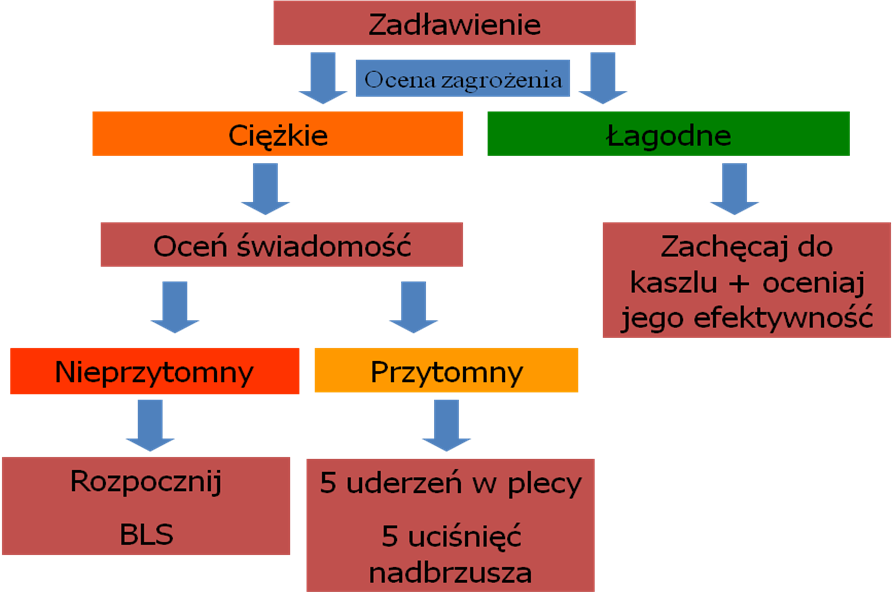 Zadławienie
Ocena zagrożenia
Ciężkie
Łagodne
Oceń świadomość
Zachęcaj do
kaszlu + oceniaj
jego efektywność
Nieprzytomny
Przytomny
Rozpocznij
BLS
5 uderzeń w plecy
5 uciśnięć
nadbrzusza